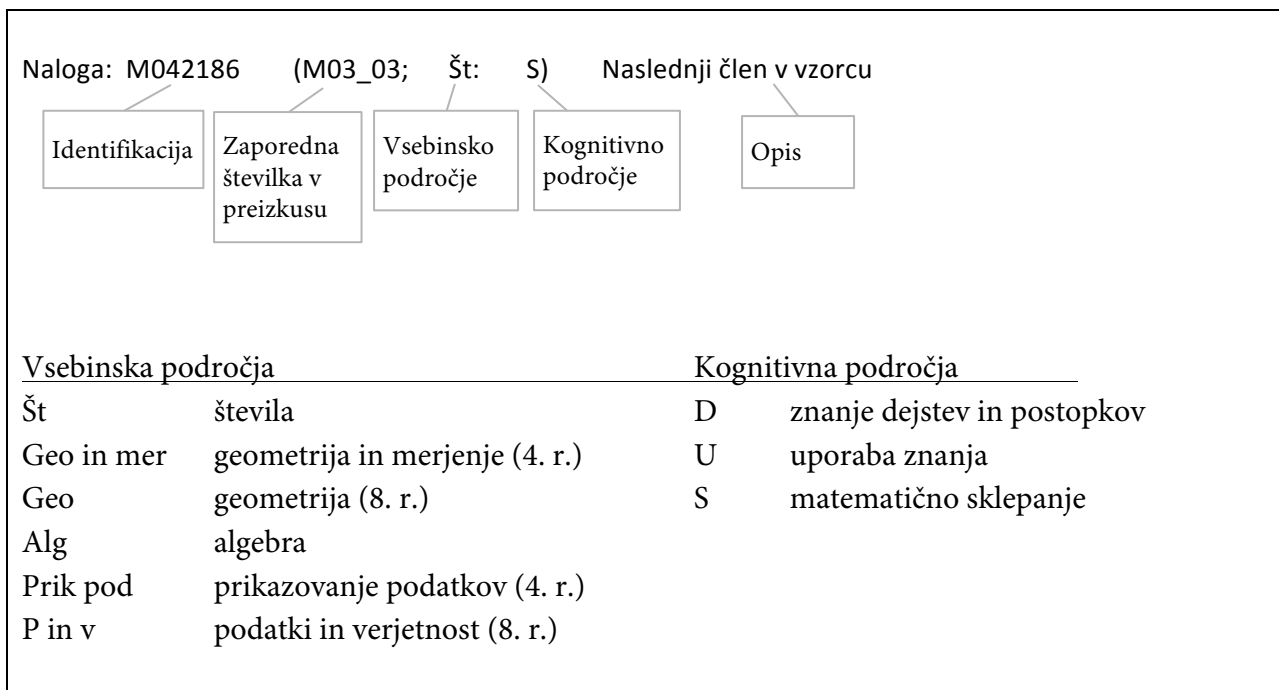 Naloga: M042186 (M03_03; Št: S) Naslednji člen v vzorcu
Identifikacija
Zaporedna
številka v
preizkusu
Vsebinsko
področje
Kognitivno
področje
Opis
Vsebinska področja Kognitivna področja
Št števila D znanje dejstev in postopkov
Geo in mer geometrija in merjenje (4. r.) U uporaba znanja
Geo geometrija (8. r.) S matematično sklepanje
Alg algebra
Prik pod prikazovanje podatkov (4. r.)
P in v podatki in verjetnost (8. r.)